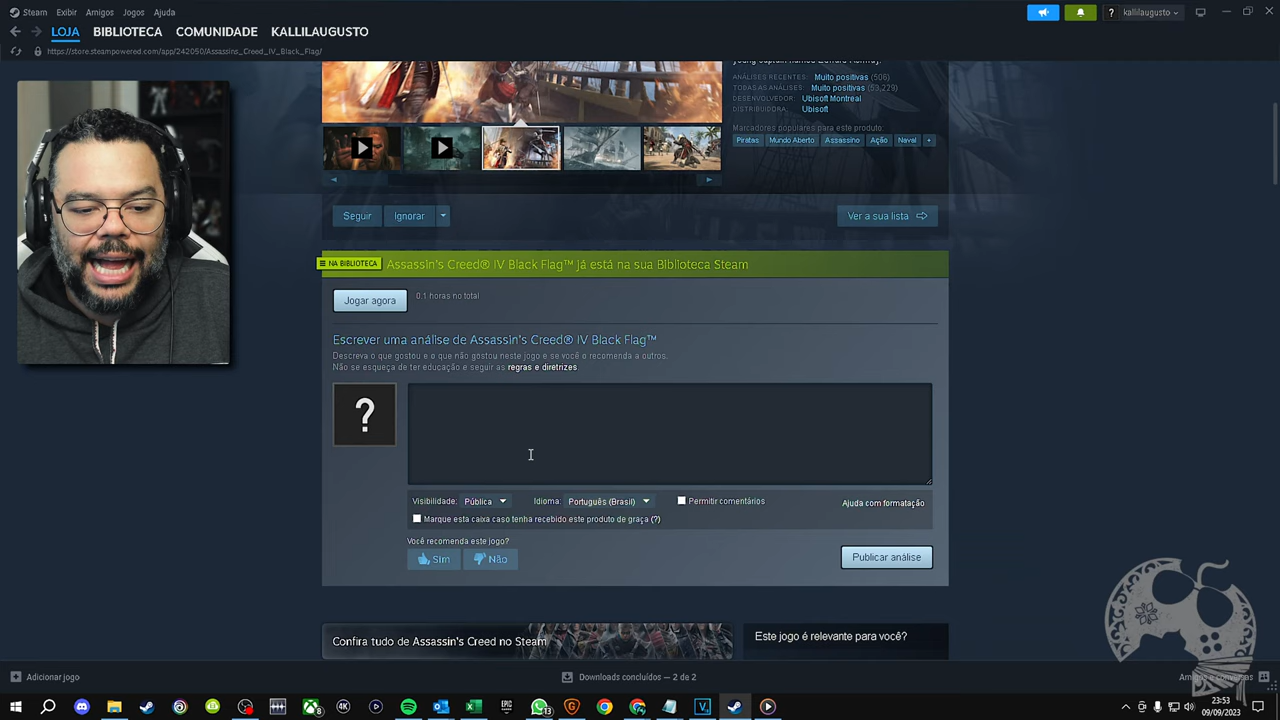 Steam Exibir Amigos Jogos Ajuda
kallilaugusto
LOJA BIBLIOTECA COMUNIDADE KALLILAUGUSTO
https://store.steampowered.com/app/242050/Assassins_Creed_IV_Black_Flag/
ANÁLISES RECENTES: Muito positivas (506)
TODAS AS ANÁLISES: Muito positivas (53,229)
DESENVOLVEDOR: Ubisoft Montreal
DISTRIBUIDORA: Ubisoft
Marcadores populares para este produto:
Piratas Mundo Aberto Assassino Ação Naval +
Seguir Ignorar Ver a sua lista
NA BIBLIOTECA Assassin's Creed® IV Black Flag™ já está na sua Biblioteca Steam
Jogar agora 0.1 horas no total
Escrever uma análise de Assassin's Creed® IV Black Flag™
Descreva o que gostou e o que não gostou neste jogo e se você o recomenda a outros.
Não se esqueça de ter educação e seguir as regras e diretrizes.
?
Visibilidade: Pública Idioma: Português (Brasil) Permitir comentários Ajuda com formatação
Marque esta caixa caso tenha recebido este produto de graça (?)
Você recomenda este jogo?
Sim Não Publicar análise
Confira tudo de Assassin's Creed no Steam Este jogo é relevante para você?
Adicionar jogo Downloads concluídos — 2 de 2 Amigos e conversas
23:53
09/09/2023